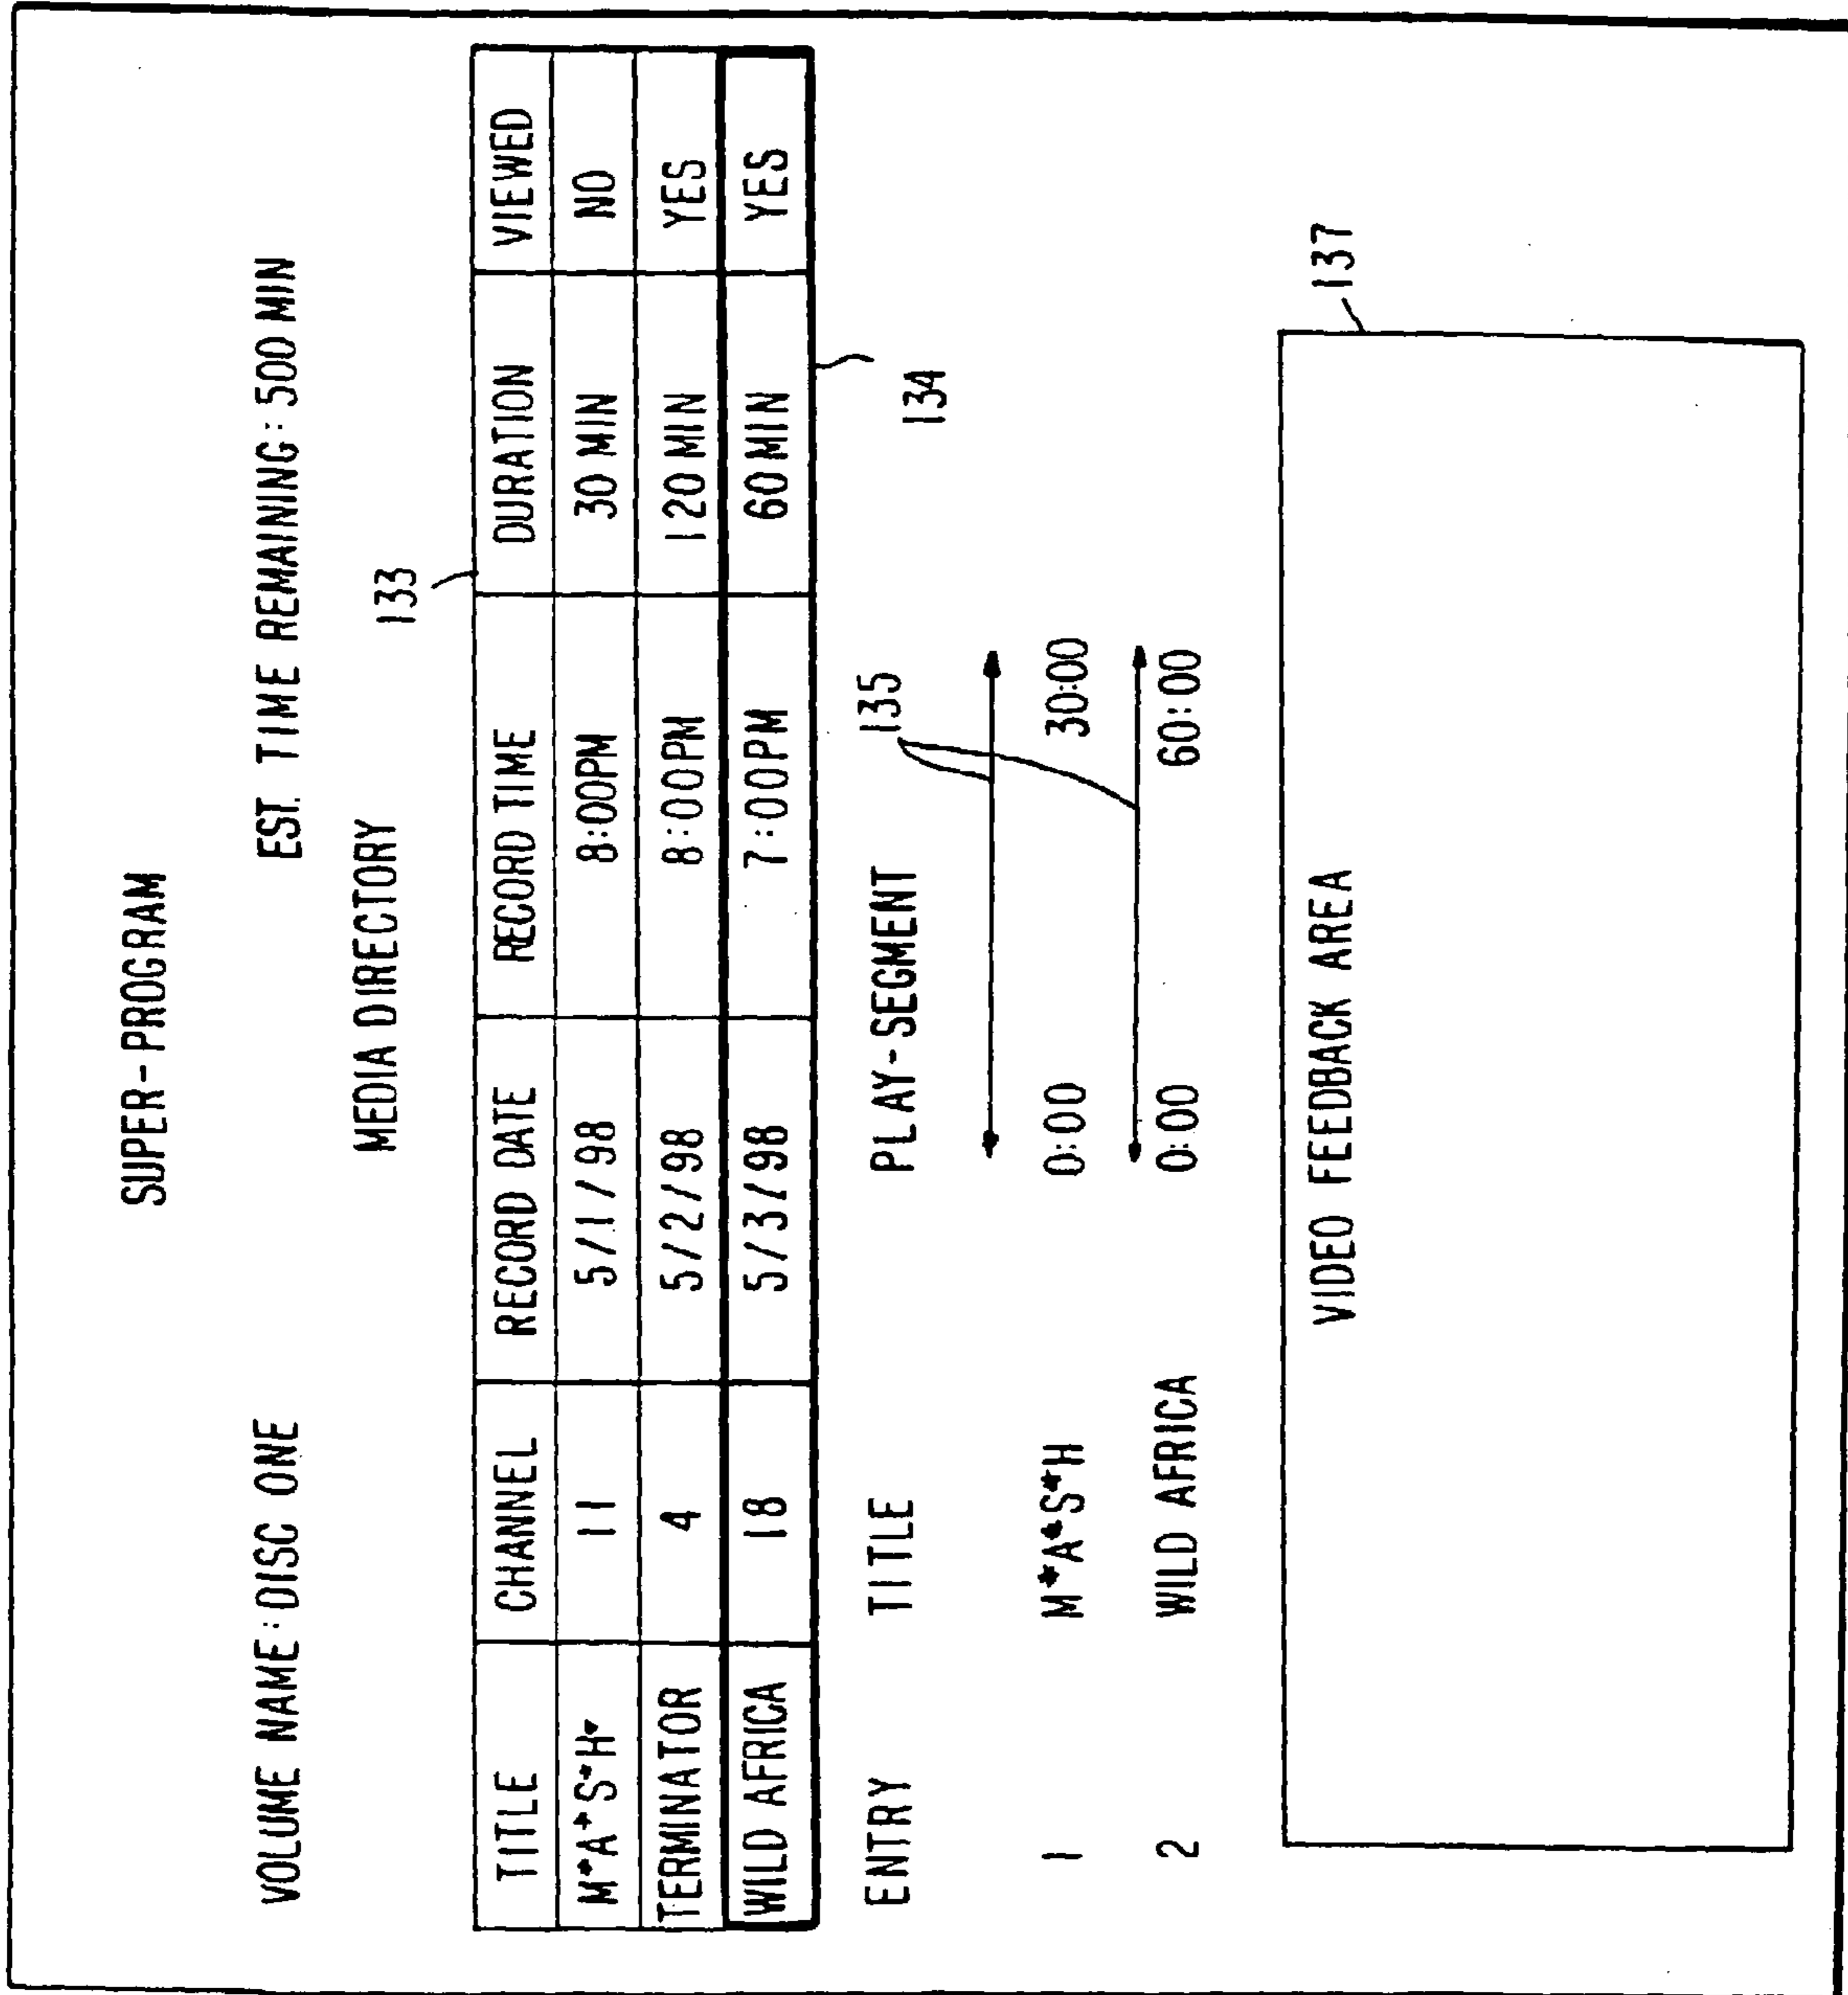 SUPER-PROGRAM
VOLUME NAME: DISC ONE EST. TIME REMAINING: 500 MIN
MEDIA DIRECTORY
133
TITLE CHANNEL RECORD DATE RECORD TIME DURATION VIEWED
M*A*S*H* 11 5/1/98 8:00PM 30 MIN NO
TERMINATOR 4 5/2/98 8:00PM 120 MIN YES
WILD AFRICA 18 5/3/98 7:00PM 60 MIN YES
134
ENTRY TITLE PLAY-SEGMENT 135
1 M*A*S*H 0:00 30:00
2 WILD AFRICA 0:00 60:00
137
VIDEO FEEDBACK AREA